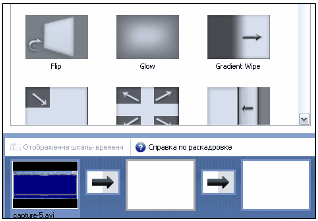 Flip
Glow
Gradient Wipe
Отображение шкалы времени
Справка по раскадровке
capture-5.avi